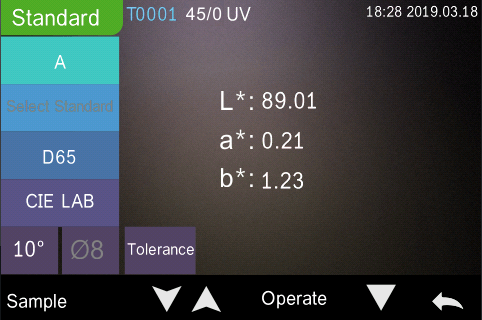 Standard
T0001 45/0 UV
18:28 2019.03.18
A
Select Standard
D65
CIE LAB
10° Ø8
L*: 89.01
a*: 0.21
b*: 1.23
Tolerance
Sample
Operate